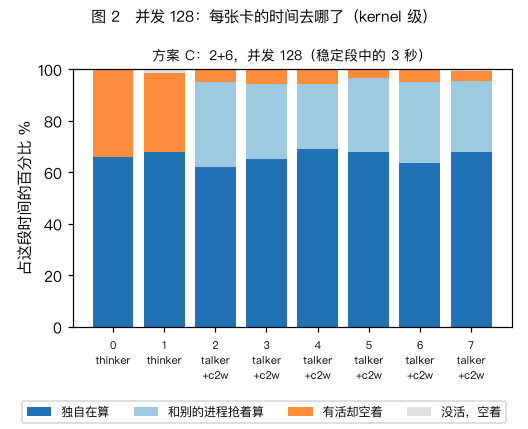 图 2 并发 128：每张卡的时间去哪了（kernel 级）
方案 C：2+6，并发 128（稳定段中的 3 秒）
占这段时间的百分比 %
100
80
60
40
20
0
0 1 2 3 4 5 6 7
thinker thinker talker talker talker talker talker talker
+c2w +c2w +c2w +c2w +c2w +c2w
独自在算 和别的进程抢着算 有活却空着 没活，空着